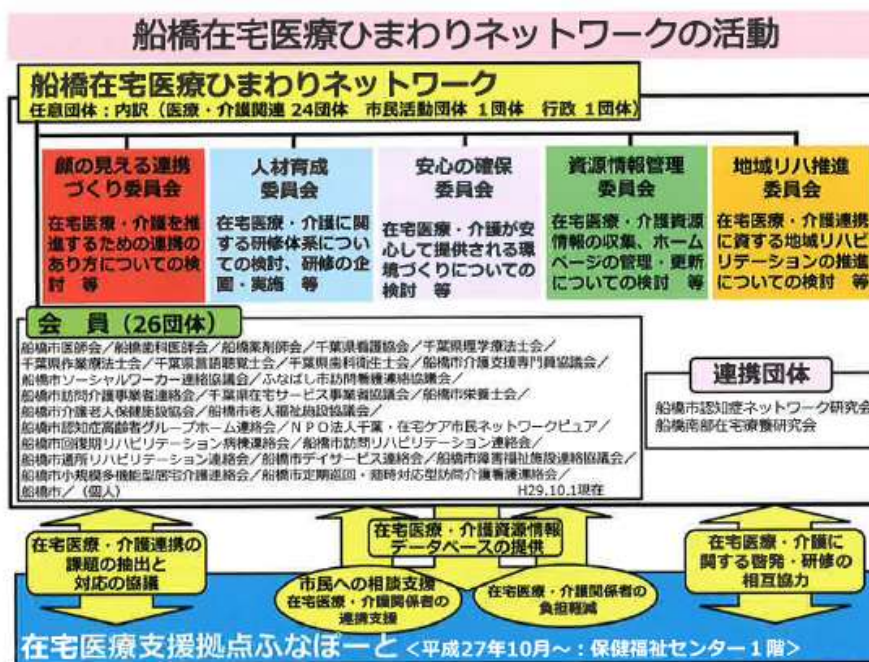 船橋在宅医療ひまわりネットワークの活動
船橋在宅医療ひまわりネットワーク
任意団体:内訳(医療・介護関連 24団体 市民活動団体 1団体 行政 1団体)
顔の見える連携
づくり委員会
在宅医療・介護を推
進するための連携の
あり方についての検
討 等
人材育成
委員会
在宅医療・介護に関
する研修体系につい
ての検討、研修の企
画・実施 等
安心の確保
委員会
在宅医療・介護が安
心して提供される環
境づくりについての
検討 等
資源情報管理
委員会
在宅医療・介護資源
情報の収集、ホーム
ページの管理・更新
についての検討 等
地域リハ推進
委員会
在宅医療・介護連携
に資する地域リハビ
リテーションの推進
についての検討 等
会 員(26団体)
船橋市医師会/船橋歯科医師会/船橋薬剤師会/千葉県看護協会/千葉県理学療法士会/
千葉県作業療法士会/千葉県言語聴覚士会/千葉県歯科衛生士会/船橋市介護支援専門員協議会/
船橋市ソーシャルワーカー連絡協議会/ふなばし市訪問看護連絡協議会/
船橋市訪問介護事業者連絡会/千葉県在宅サービス事業者協議会/船橋市栄養士会/
船橋市介護老人保健施設協会/船橋市老人福祉施設協議会/
船橋市認知症高齢者グループホーム連絡会/NPO法人千葉・在宅ケア市民ネットワークピュア/
船橋市回復期リハビリテーション病棟連絡会/船橋市訪問リハビリテーション連絡会/
船橋市通所リハビリテーション連絡会/船橋市デイサービス連絡会/船橋市障害福祉施設連絡協議会/
船橋市小規模多機能型居宅介護連絡会/船橋市定期巡回・随時対応型訪問介護看護連絡会/
船橋市/(個人)
H29.10.1現在
連携団体
船橋市認知症ネットワーク研究会
船橋南部在宅療養研究会
在宅医療・介護連携の
課題の抽出と
対応の協議
市民への相談支援
在宅医療・介護関係者の
連携支援
在宅医療・介護資源情報
データベースの提供
在宅医療・介護関係者の
負担軽減
在宅医療・介護に
関する啓発・研修の
相互協力
在宅医療支援拠点ふなぽーと <平成27年10月~:保健福祉センター1階>